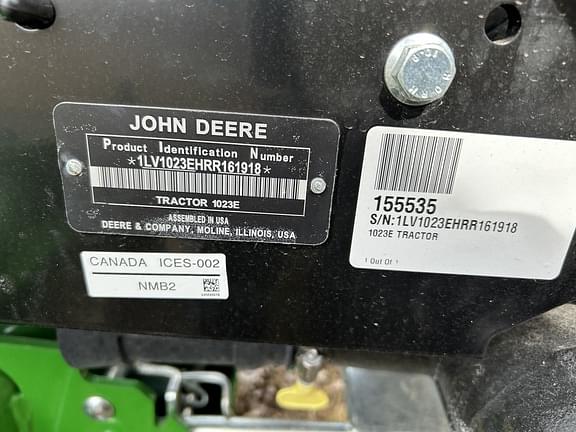 JOHN DEERE
Product Identification Number
*1LV1023EHRR161918*
TRACTOR 1023E
ASSEMBLED IN USA
DEERE & COMPANY, MOLINE, ILLINOIS, USA
CANADA ICES-002
NMB2
155535
S/N:1LV1023EHRR161918
1023E TRACTOR
1 Out Of 1